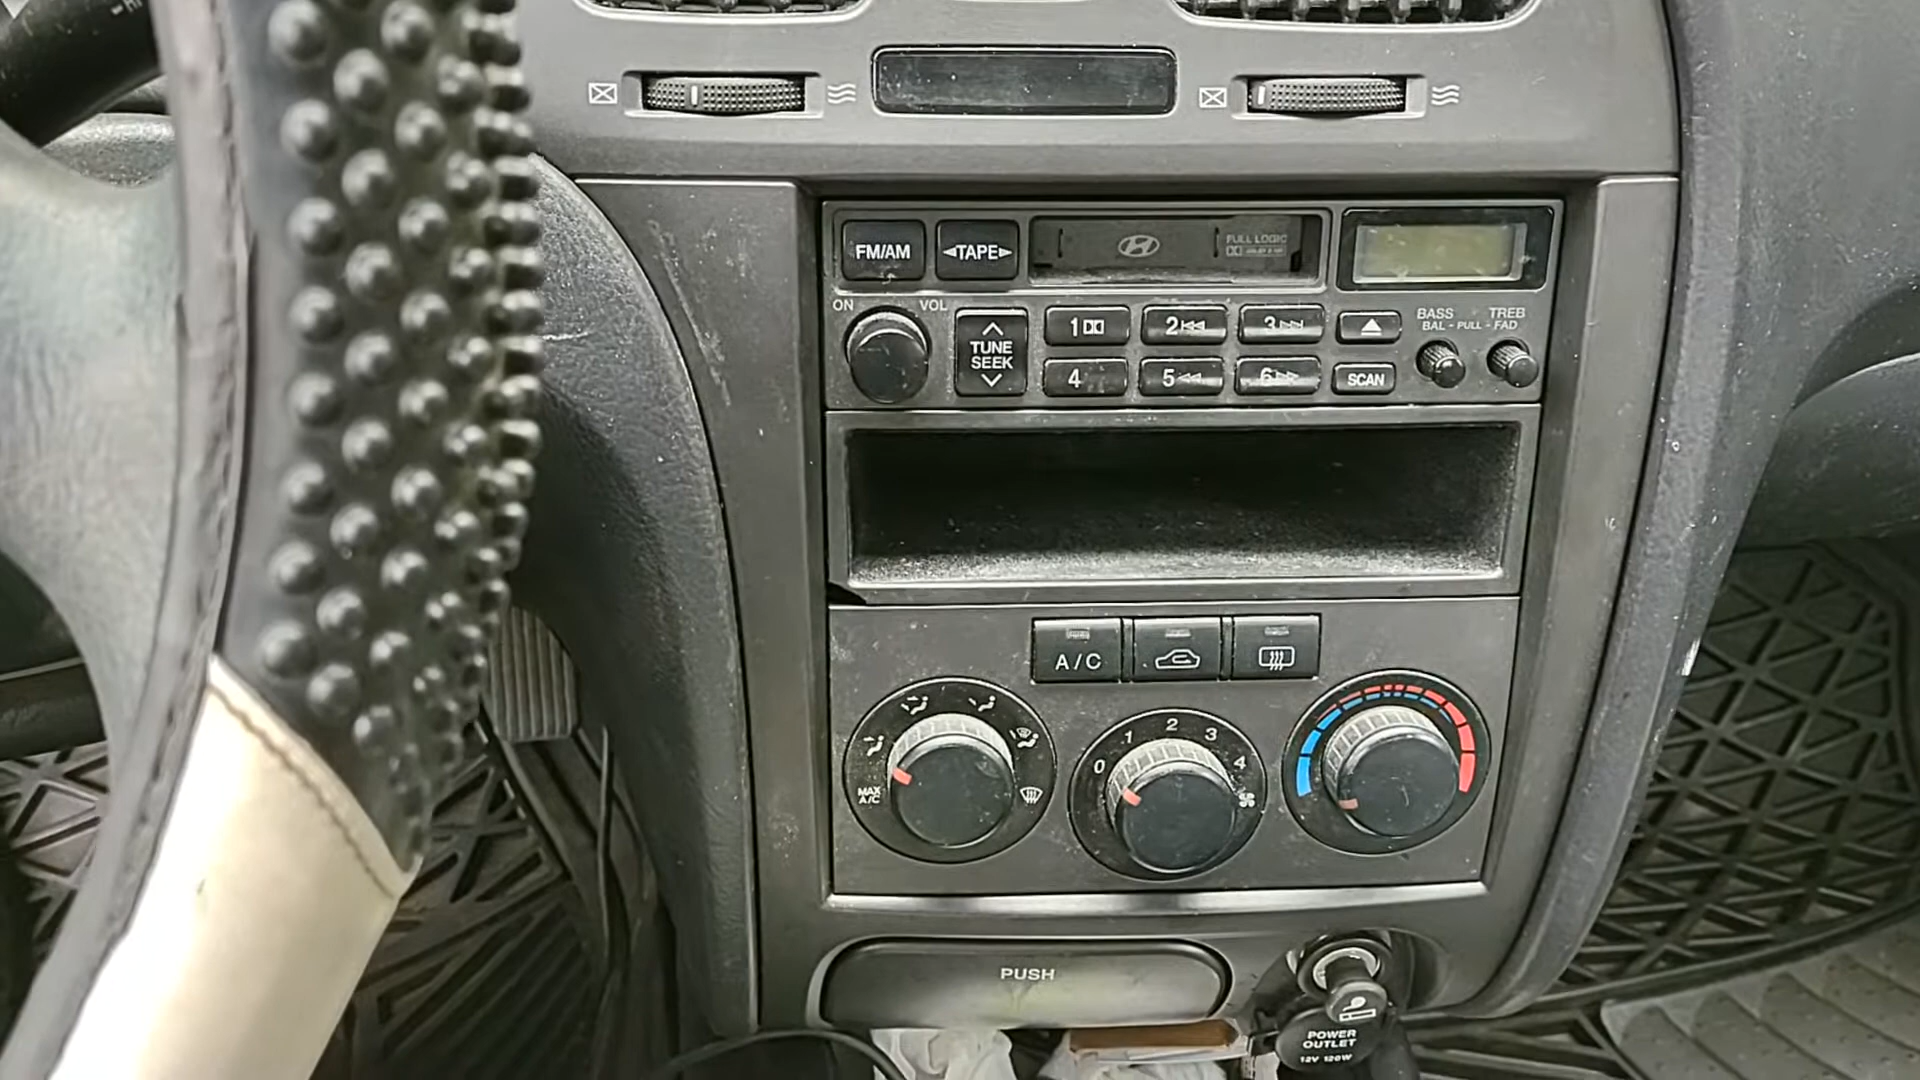 FM/AM
TAPE
FULL LOGIC
ON VOL
TUNE
SEEK
1 2 3
4 5 6
SCAN
BASS TREB
BAL - PULL - FAD
A/C
MAX
A/C
0 1 2 3 4
PUSH
POWER
OUTLET
12V 120W